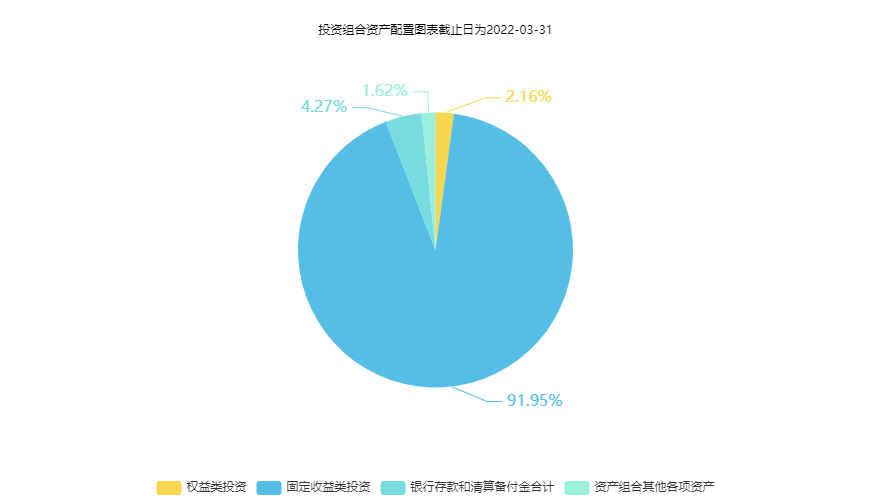 投资组合资产配置图表截止日为2022-03-31
1.62%
2.16%
4.27%
91.95%
权益类投资 固定收益类投资 银行存款和清算备付金合计 资产组合其他各项资产